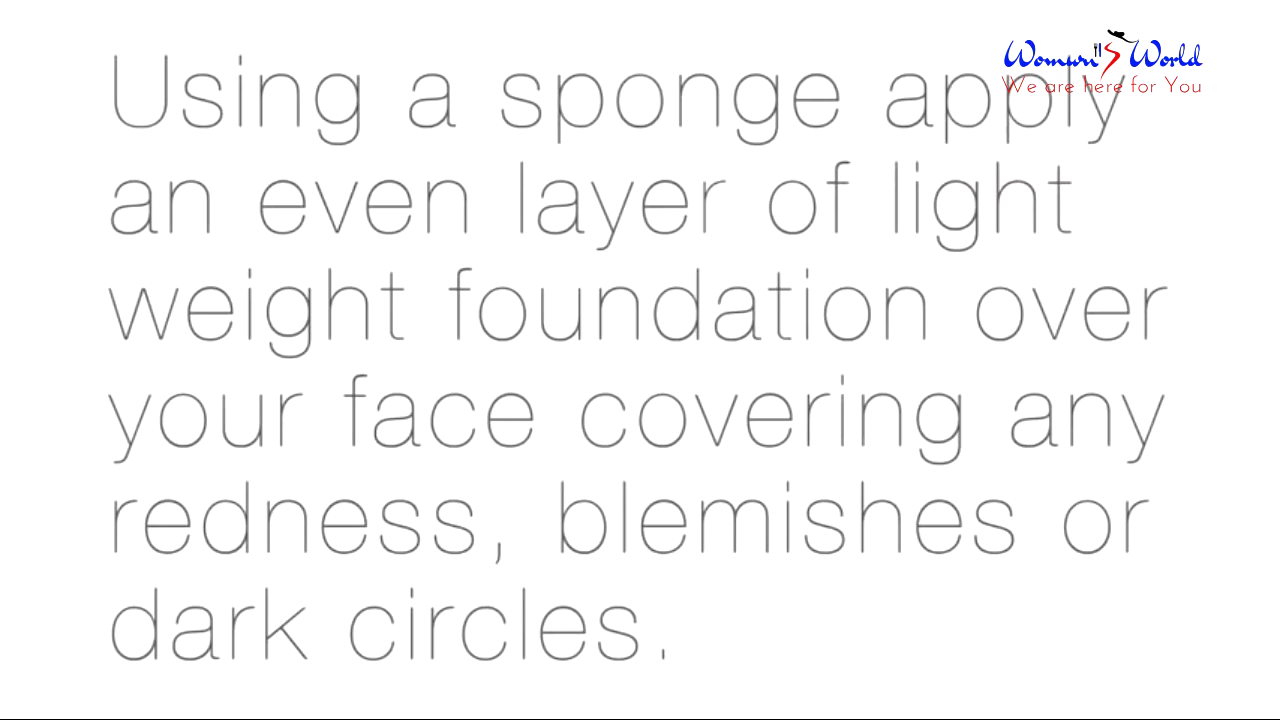 Using a sponge apply
an even layer of light
weight foundation over
your face covering any
redness, blemishes or
dark circles.
Woman's World
We are here for You